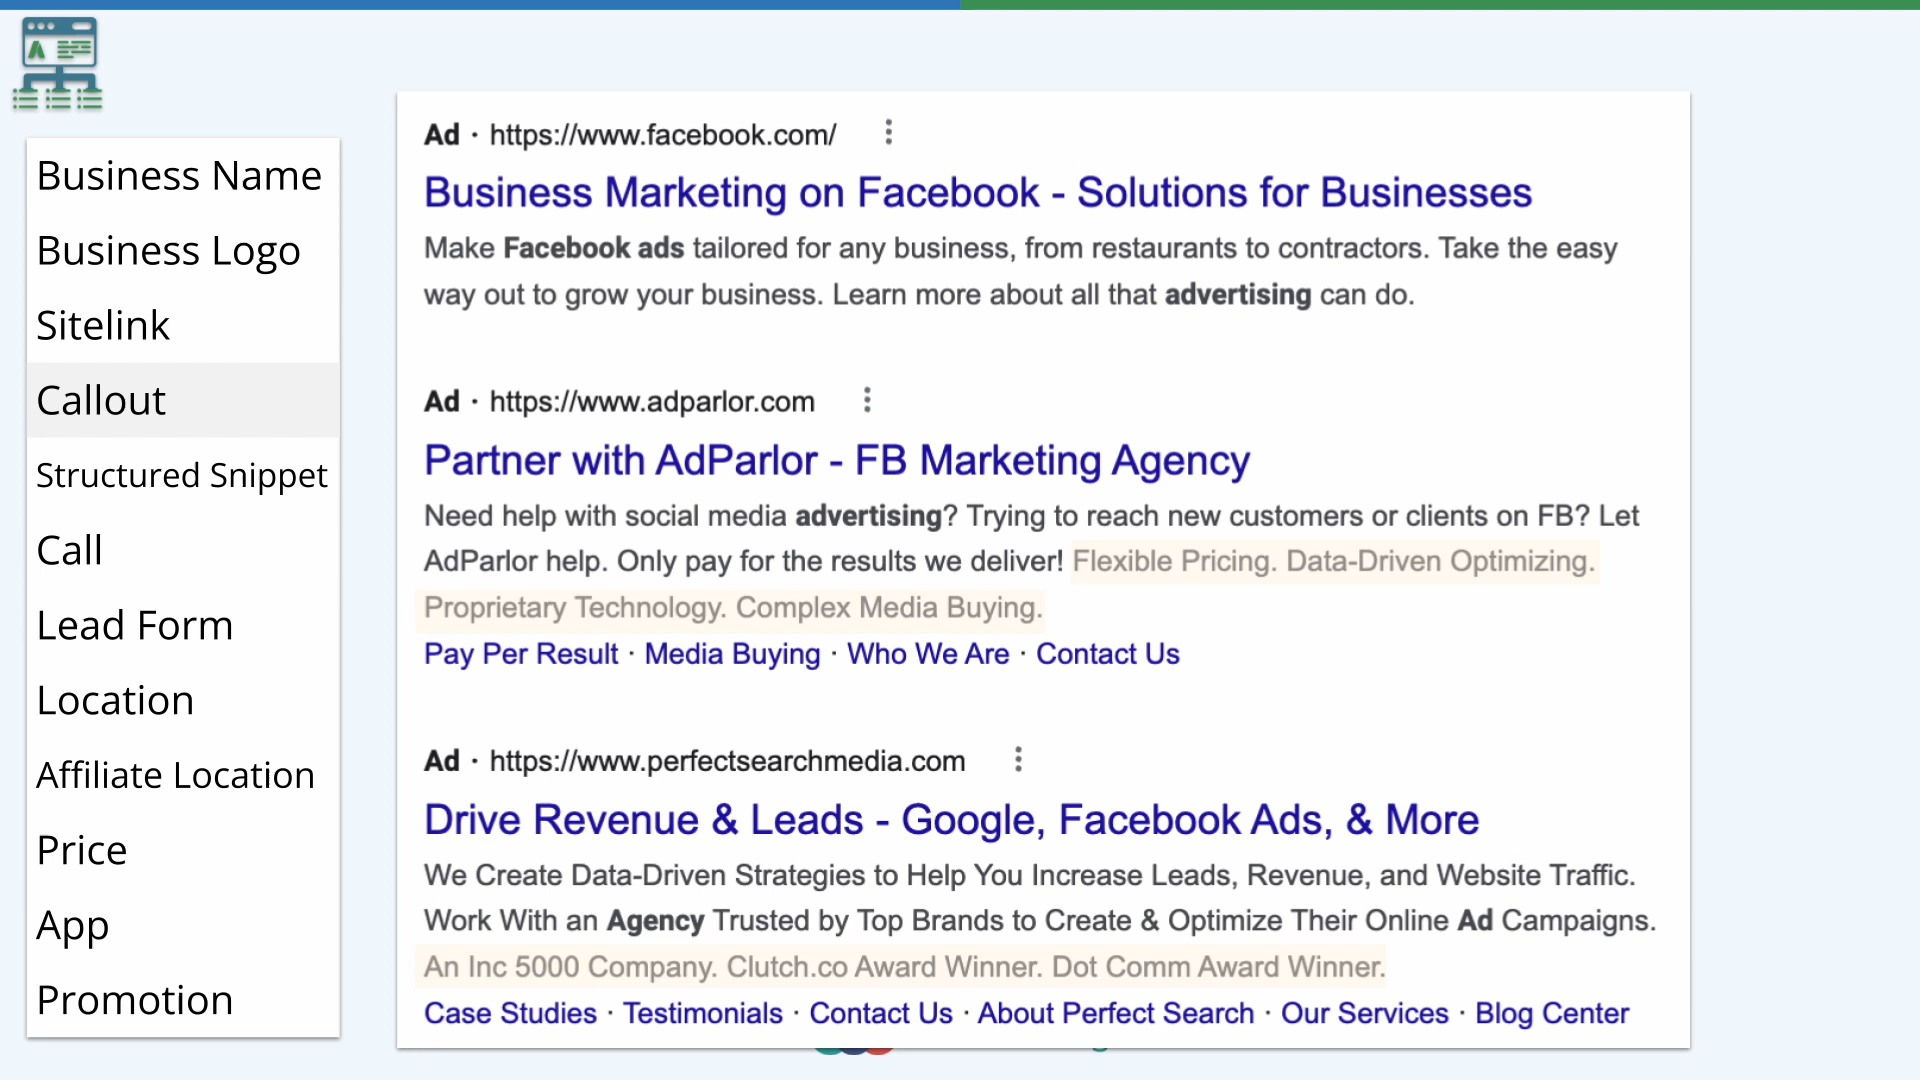 Business Name
Business Logo
Sitelink
Callout
Structured Snippet
Call
Lead Form
Location
Affiliate Location
Price
App
Promotion
Ad · https://www.facebook.com/
Business Marketing on Facebook - Solutions for Businesses
Make Facebook ads tailored for any business, from restaurants to contractors. Take the easy
way out to grow your business. Learn more about all that advertising can do.
Ad · https://www.adparlor.com
Partner with AdParlor - FB Marketing Agency
Need help with social media advertising? Trying to reach new customers or clients on FB? Let
AdParlor help. Only pay for the results we deliver! Flexible Pricing. Data-Driven Optimizing.
Proprietary Technology. Complex Media Buying.
Pay Per Result · Media Buying · Who We Are · Contact Us
Ad · https://www.perfectsearchmedia.com
Drive Revenue & Leads - Google, Facebook Ads, & More
We Create Data-Driven Strategies to Help You Increase Leads, Revenue, and Website Traffic.
Work With an Agency Trusted by Top Brands to Create & Optimize Their Online Ad Campaigns.
An Inc 5000 Company. Clutch.co Award Winner. Dot Comm Award Winner.
Case Studies · Testimonials · Contact Us · About Perfect Search · Our Services · Blog Center